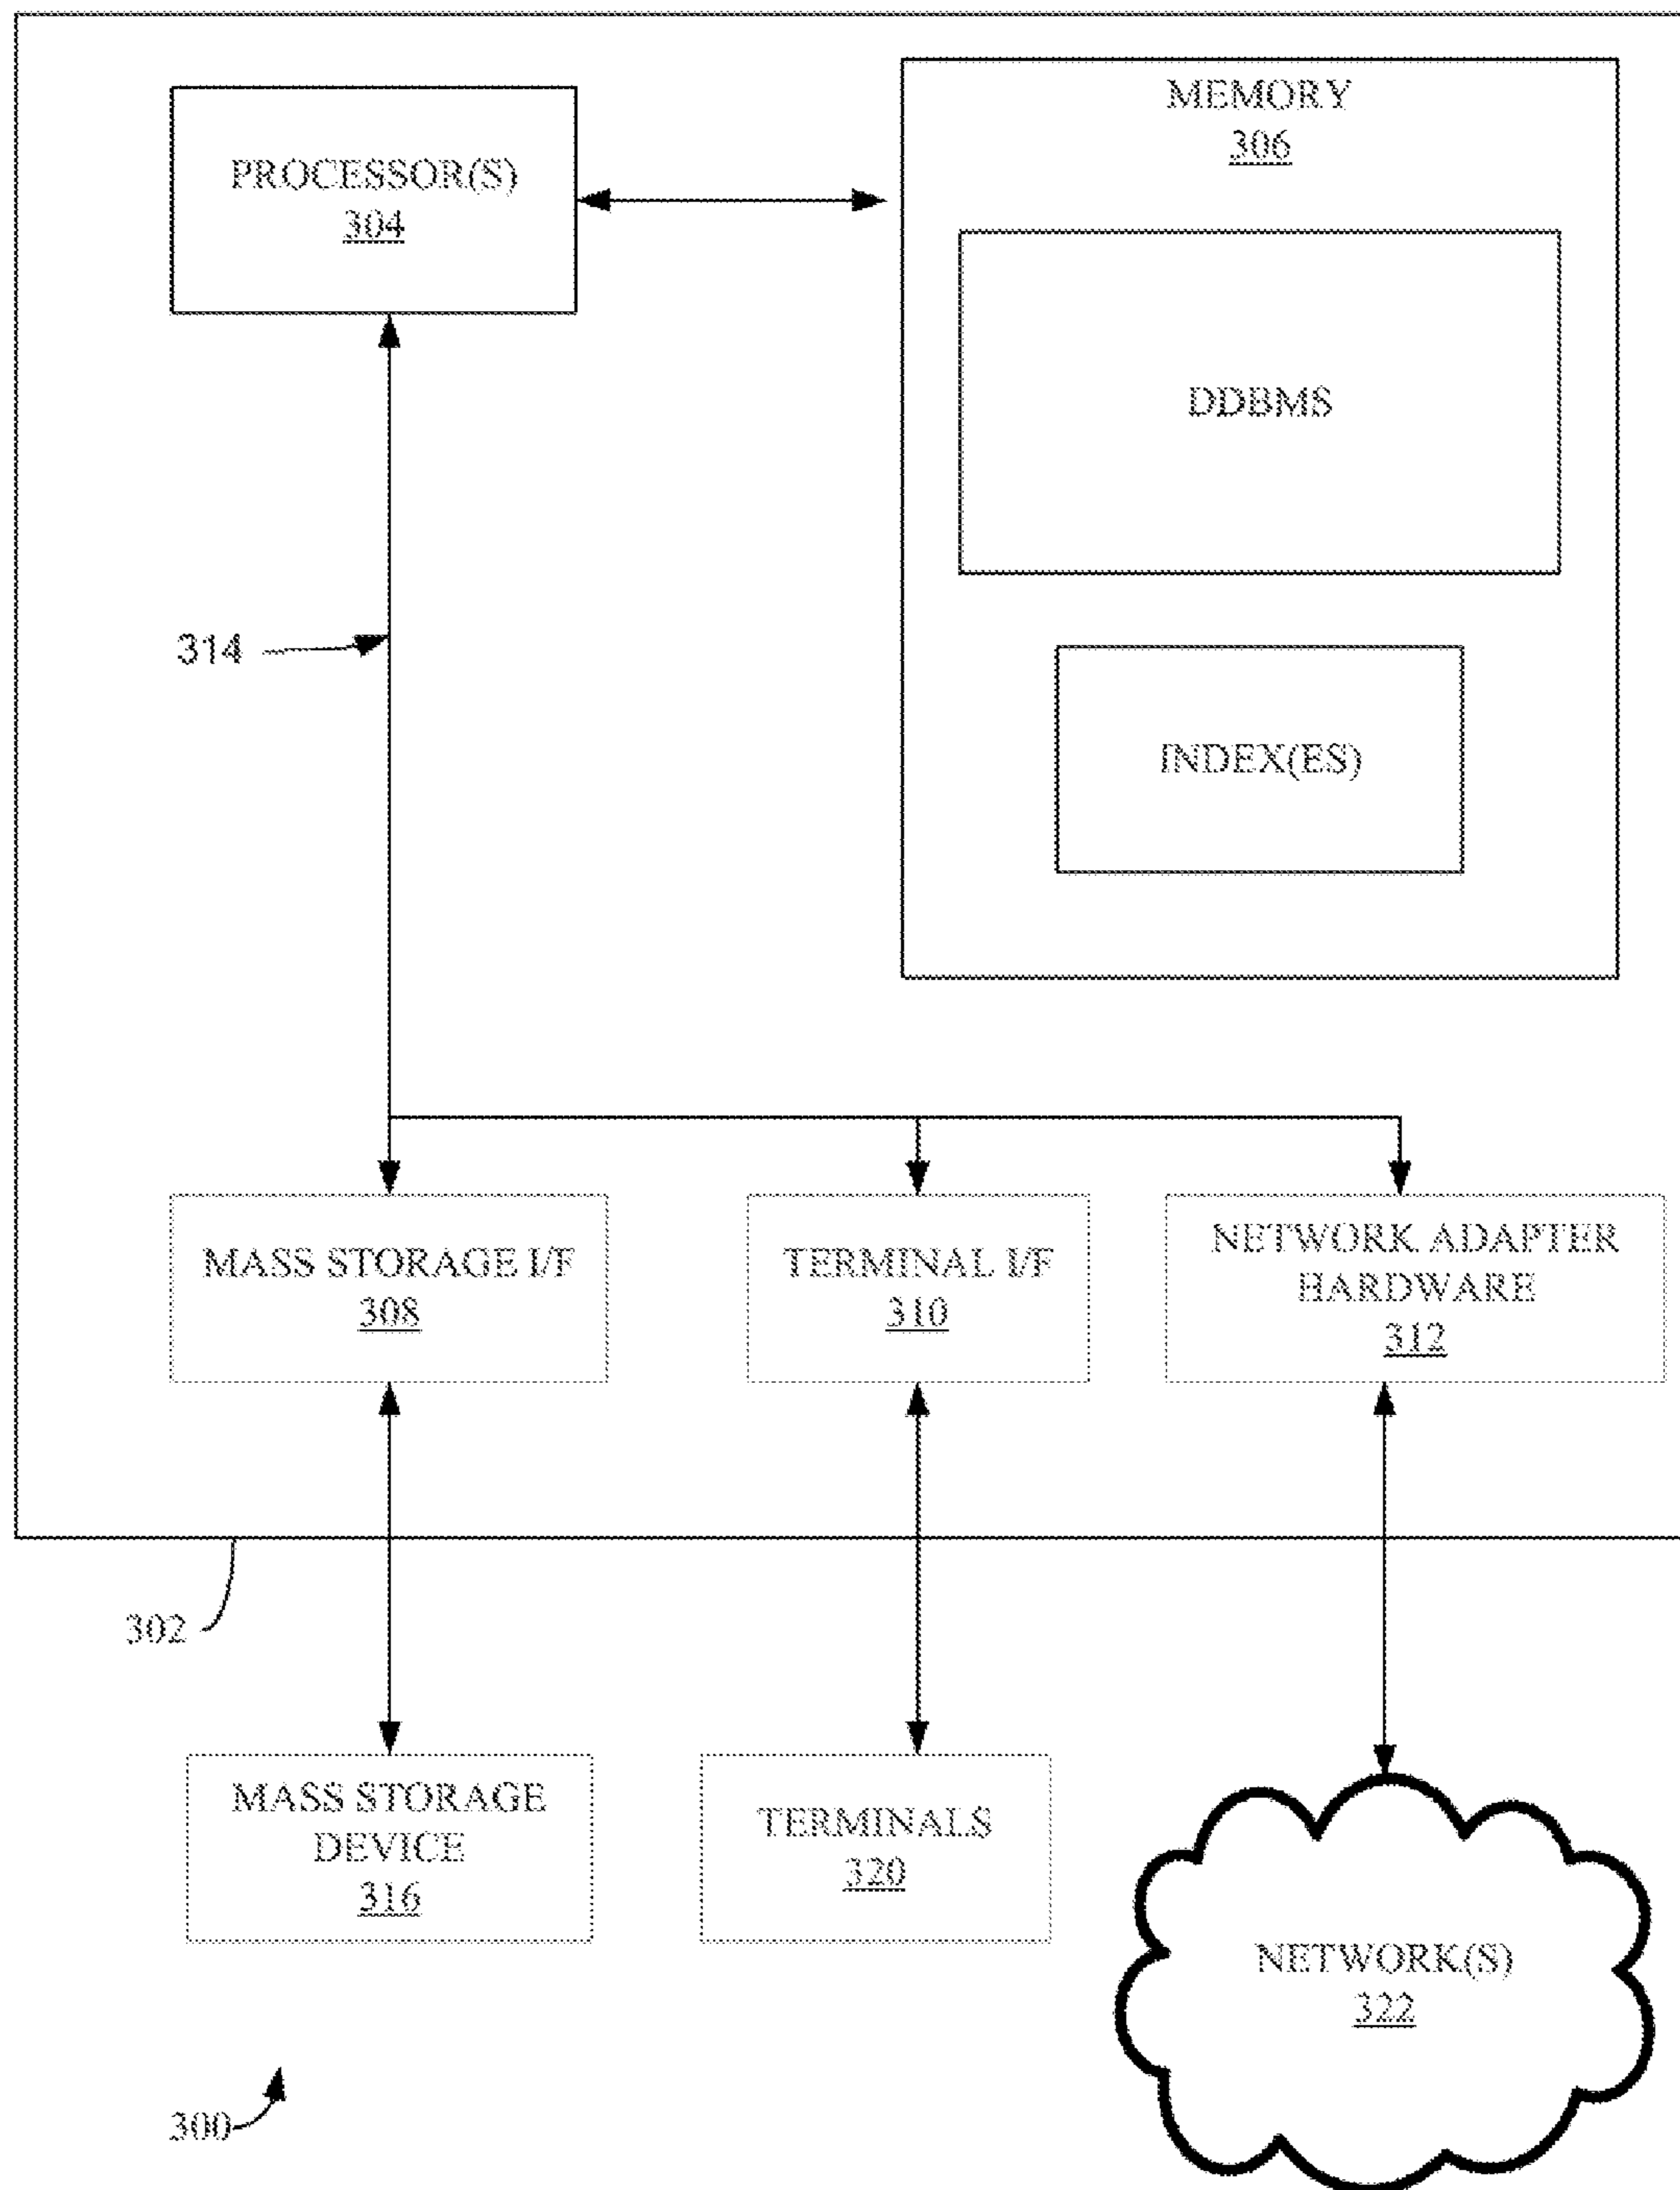 MEMORY
306
PROCESSOR(S)
304
DDBMS
314
INDEX(ES)
MASS STORAGE I/F
308
TERMINAL I/F
310
NETWORK ADAPTER
HARDWARE
312
302
MASS STORAGE
DEVICE
316
TERMINALS
320
NETWORK(S)
322
300